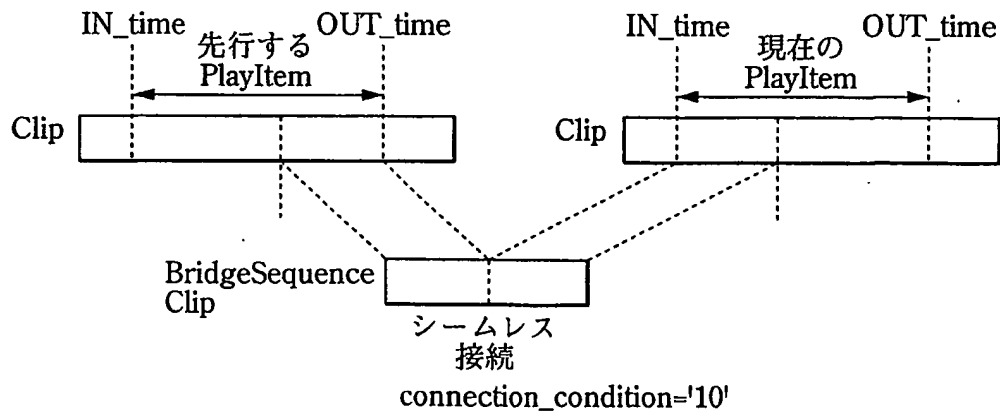 IN_time
OUT_time
先行する
PlayItem
Clip
IN_time
OUT_time
現在の
PlayItem
Clip
BridgeSequence
Clip
シームレス
接続
connection_condition='10'